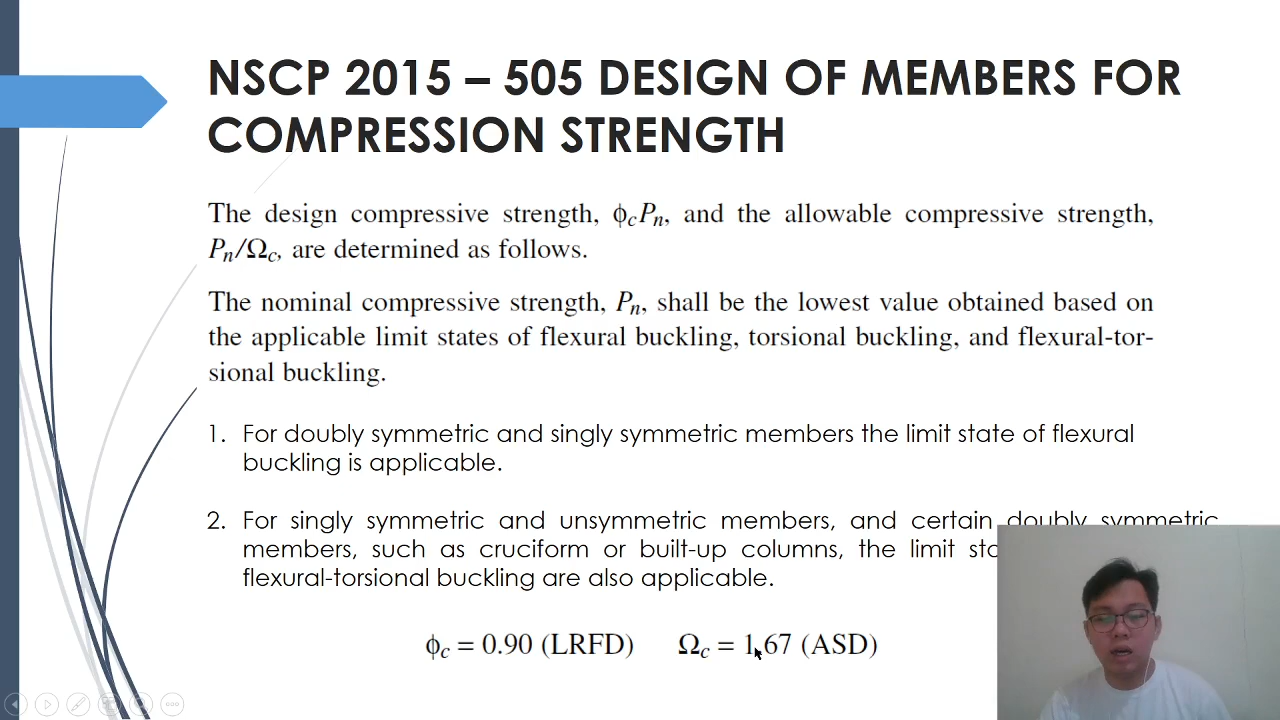 NSCP 2015 – 505 DESIGN OF MEMBERS FOR
COMPRESSION STRENGTH
The design compressive strength, ϕcPn, and the allowable compressive strength,
Pn/Ωc, are determined as follows.
The nominal compressive strength, Pn, shall be the lowest value obtained based on
the applicable limit states of flexural buckling, torsional buckling, and flexural-tor-
sional buckling.
1. For doubly symmetric and singly symmetric members the limit state of flexural
buckling is applicable.
2. For singly symmetric and unsymmetric members, and certain doubly symmetric
members, such as cruciform or built-up columns, the limit
flexural-torsional buckling are also applicable.
ϕc = 0.90 (LRFD) Ωc = 1.67 (ASD)